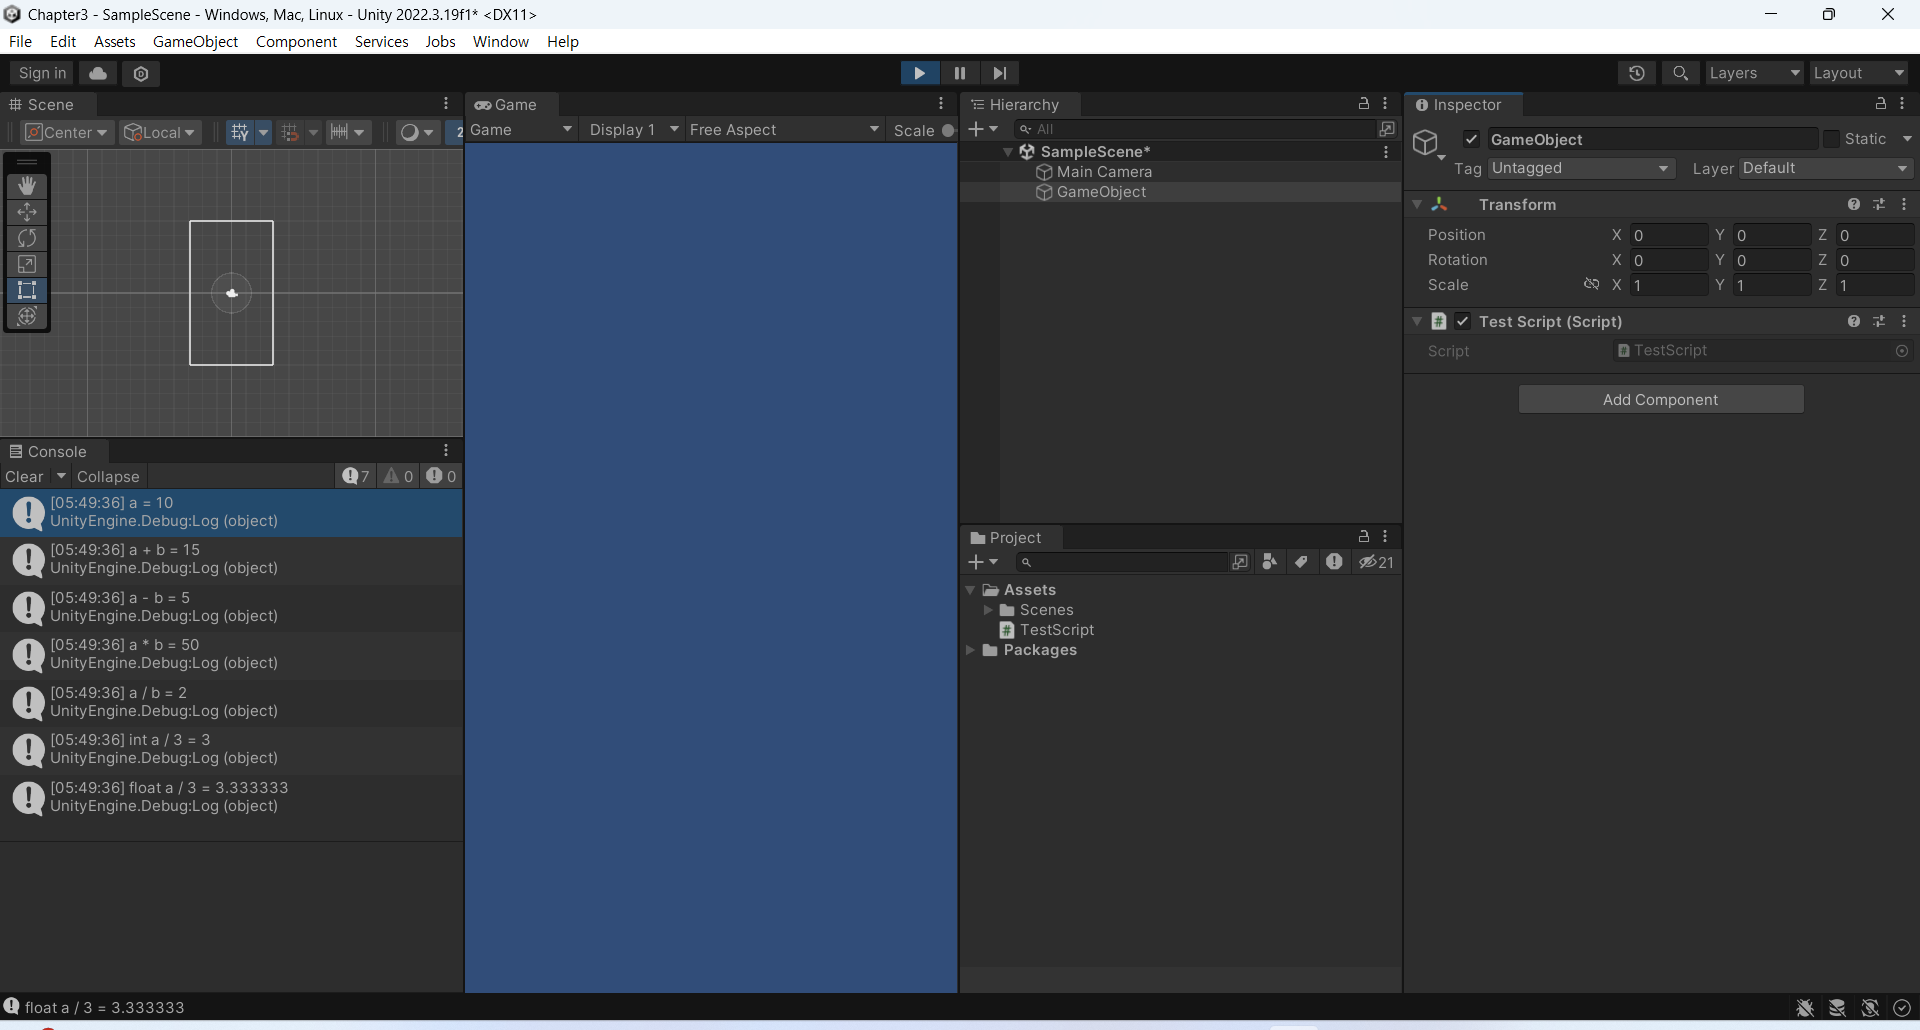 Chapter3 - SampleScene - Windows, Mac, Linux - Unity 2022.3.19f1* <DX11>
File Edit Assets GameObject Component Services Jobs Window Help
Sign in
Layers
Layout
Scene
Center
Local
2
Game
Game
Display 1
Free Aspect
Scale
Hierarchy
All
SampleScene*
Main Camera
GameObject
Inspector
GameObject
Static
Tag Untagged
Layer Default
Transform
Position X 0 Y 0 Z 0
Rotation X 0 Y 0 Z 0
Scale X 1 Y 1 Z 1
Test Script (Script)
Script TestScript
Add Component
Console
Clear
Collapse
7
0
0
[05:49:36] a = 10
UnityEngine.Debug:Log (object)
[05:49:36] a + b = 15
UnityEngine.Debug:Log (object)
[05:49:36] a - b = 5
UnityEngine.Debug:Log (object)
[05:49:36] a * b = 50
UnityEngine.Debug:Log (object)
[05:49:36] a / b = 2
UnityEngine.Debug:Log (object)
[05:49:36] int a / 3 = 3
UnityEngine.Debug:Log (object)
[05:49:36] float a / 3 = 3.333333
UnityEngine.Debug:Log (object)
Project
21
Assets
Scenes
TestScript
Packages
float a / 3 = 3.333333